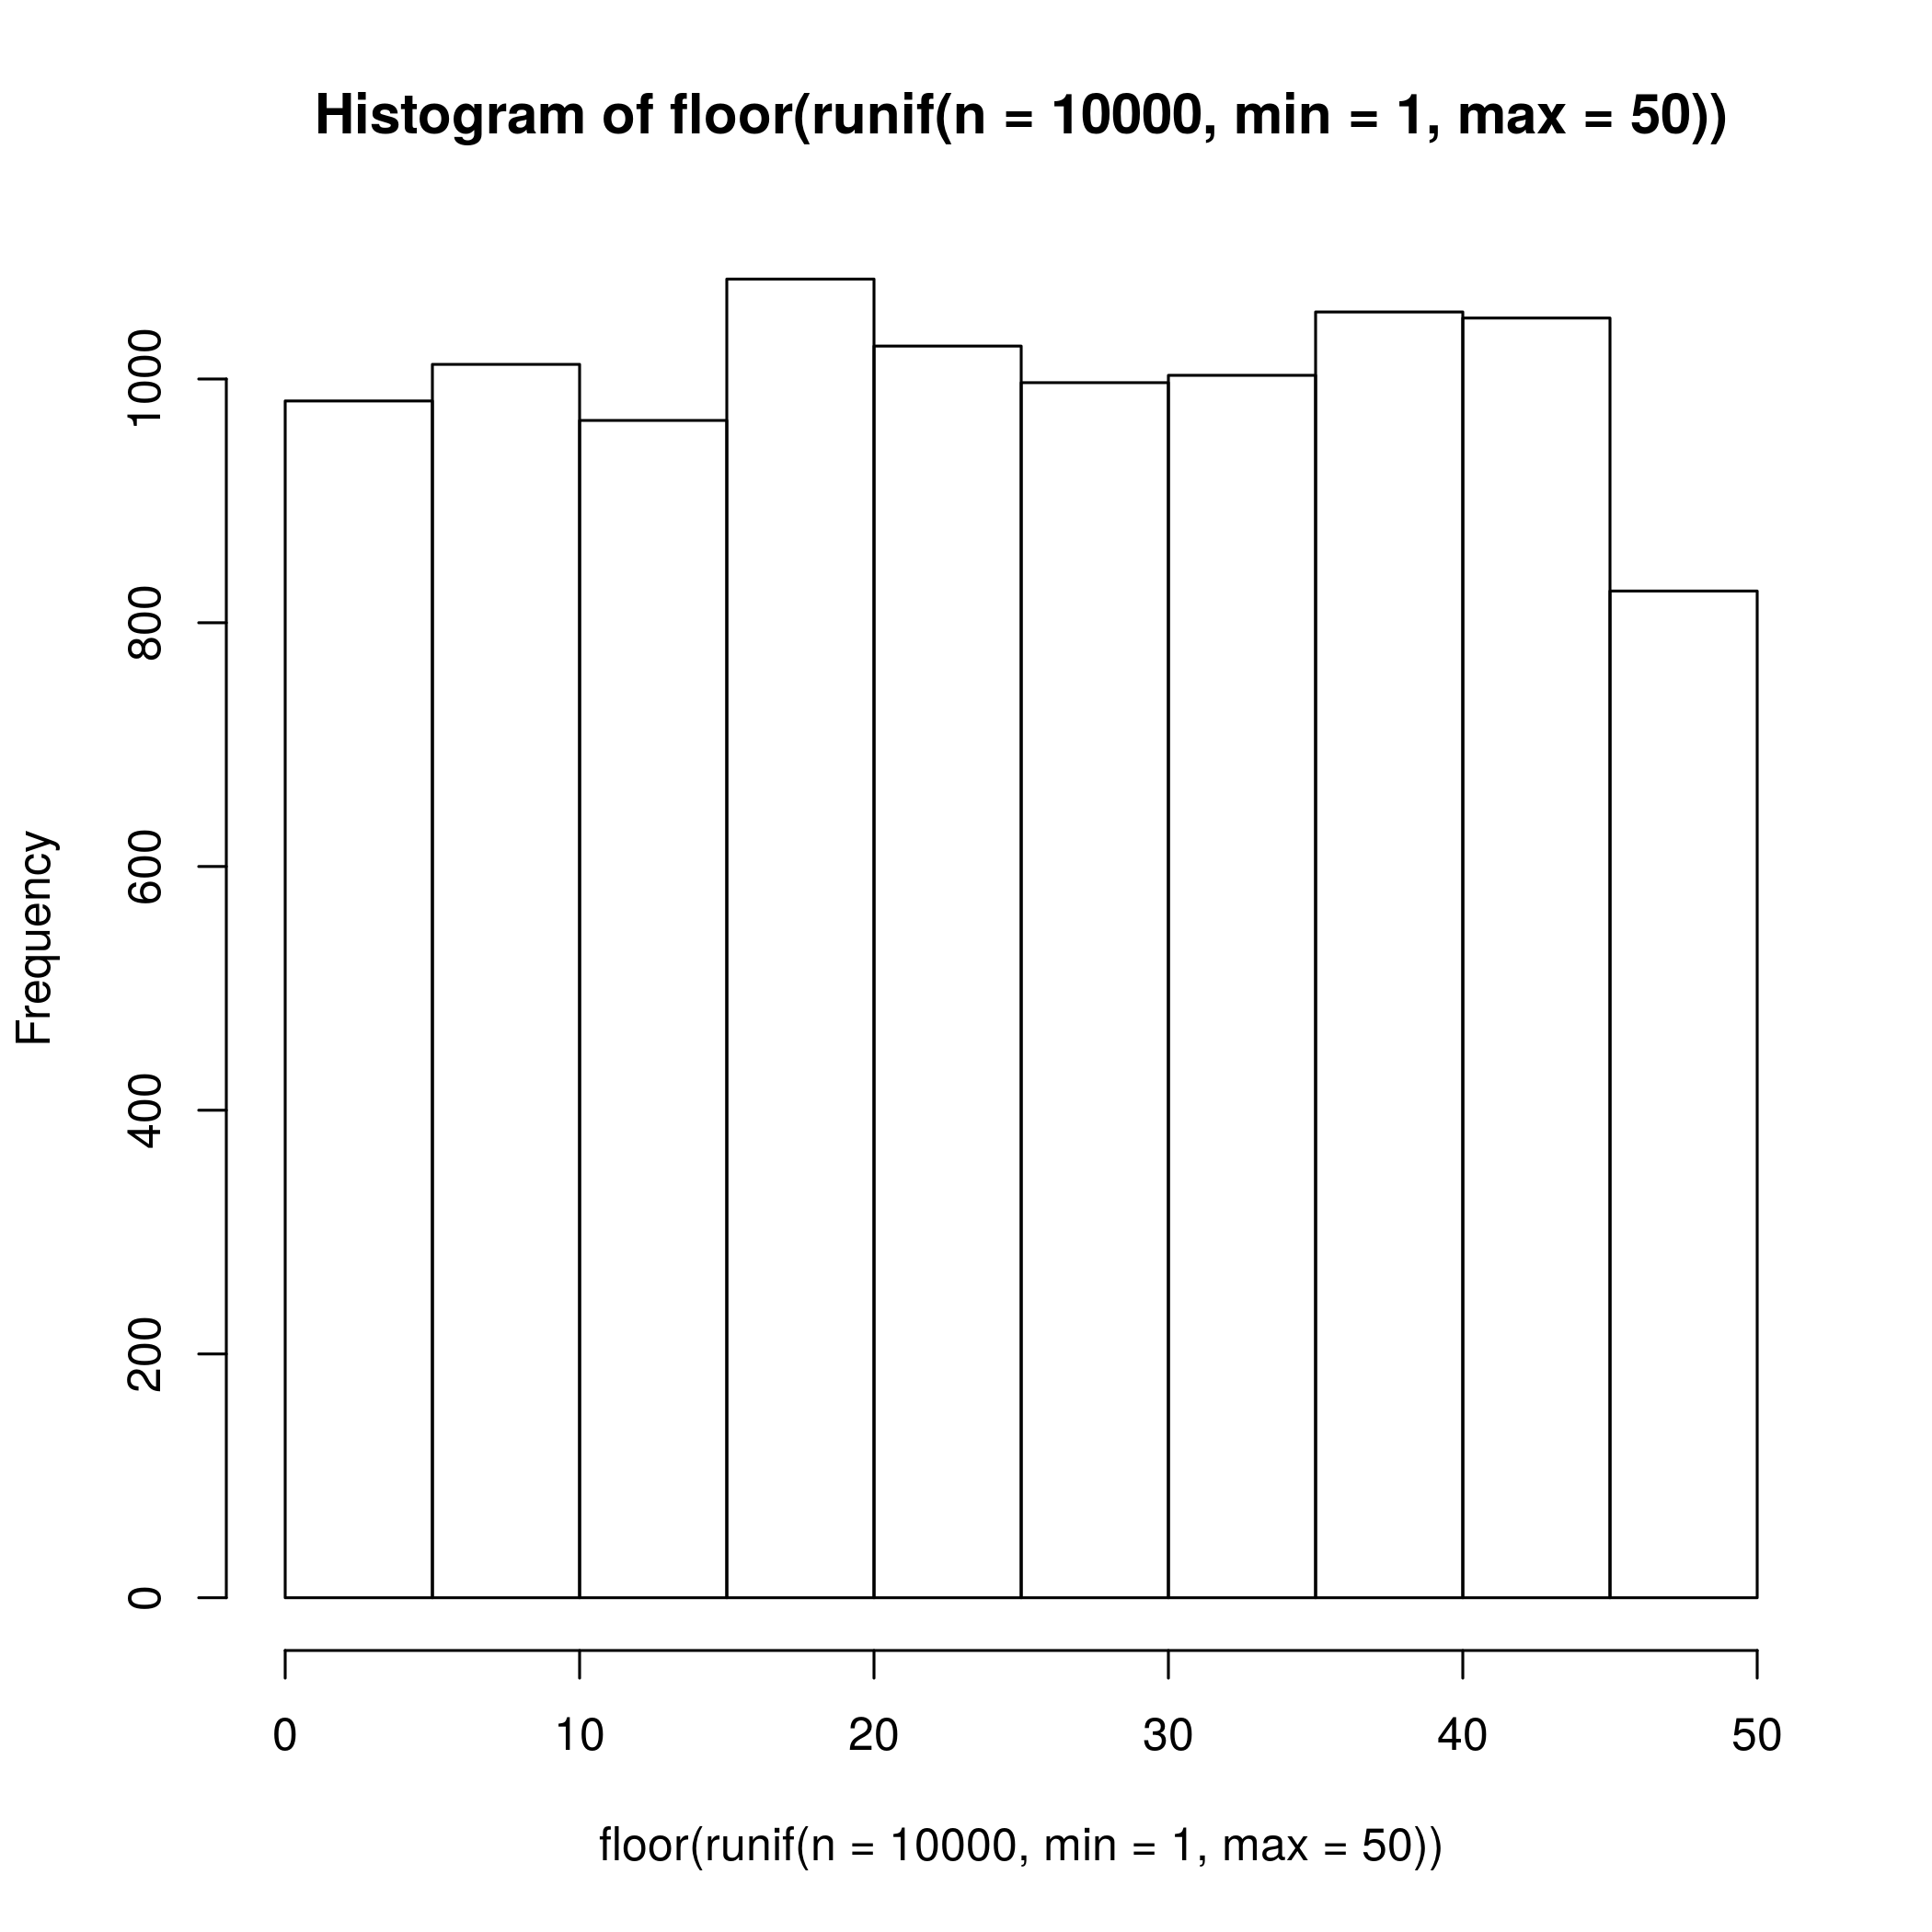 Histogram of floor(runif(n = 10000, min = 1, max = 50))
Frequency
1000
800
600
400
200
0
0 10 20 30 40 50
floor(runif(n = 10000, min = 1, max = 50))